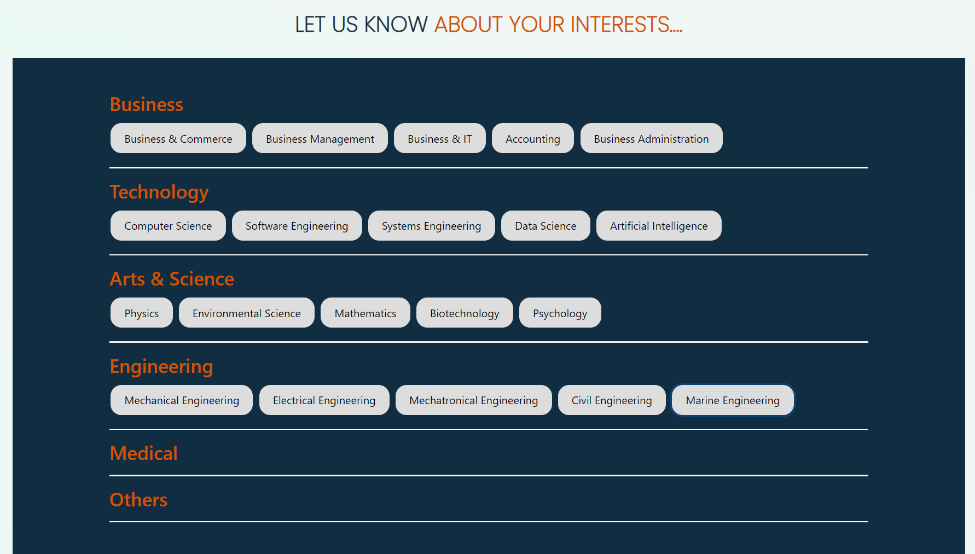 LET US KNOW ABOUT YOUR INTERESTS....
Business
Business & Commerce Business Management Business & IT Accounting Business Administration
Technology
Computer Science Software Engineering Systems Engineering Data Science Artificial Intelligence
Arts & Science
Physics Environmental Science Mathematics Biotechnology Psychology
Engineering
Mechanical Engineering Electrical Engineering Mechatronical Engineering Civil Engineering Marine Engineering
Medical
Others